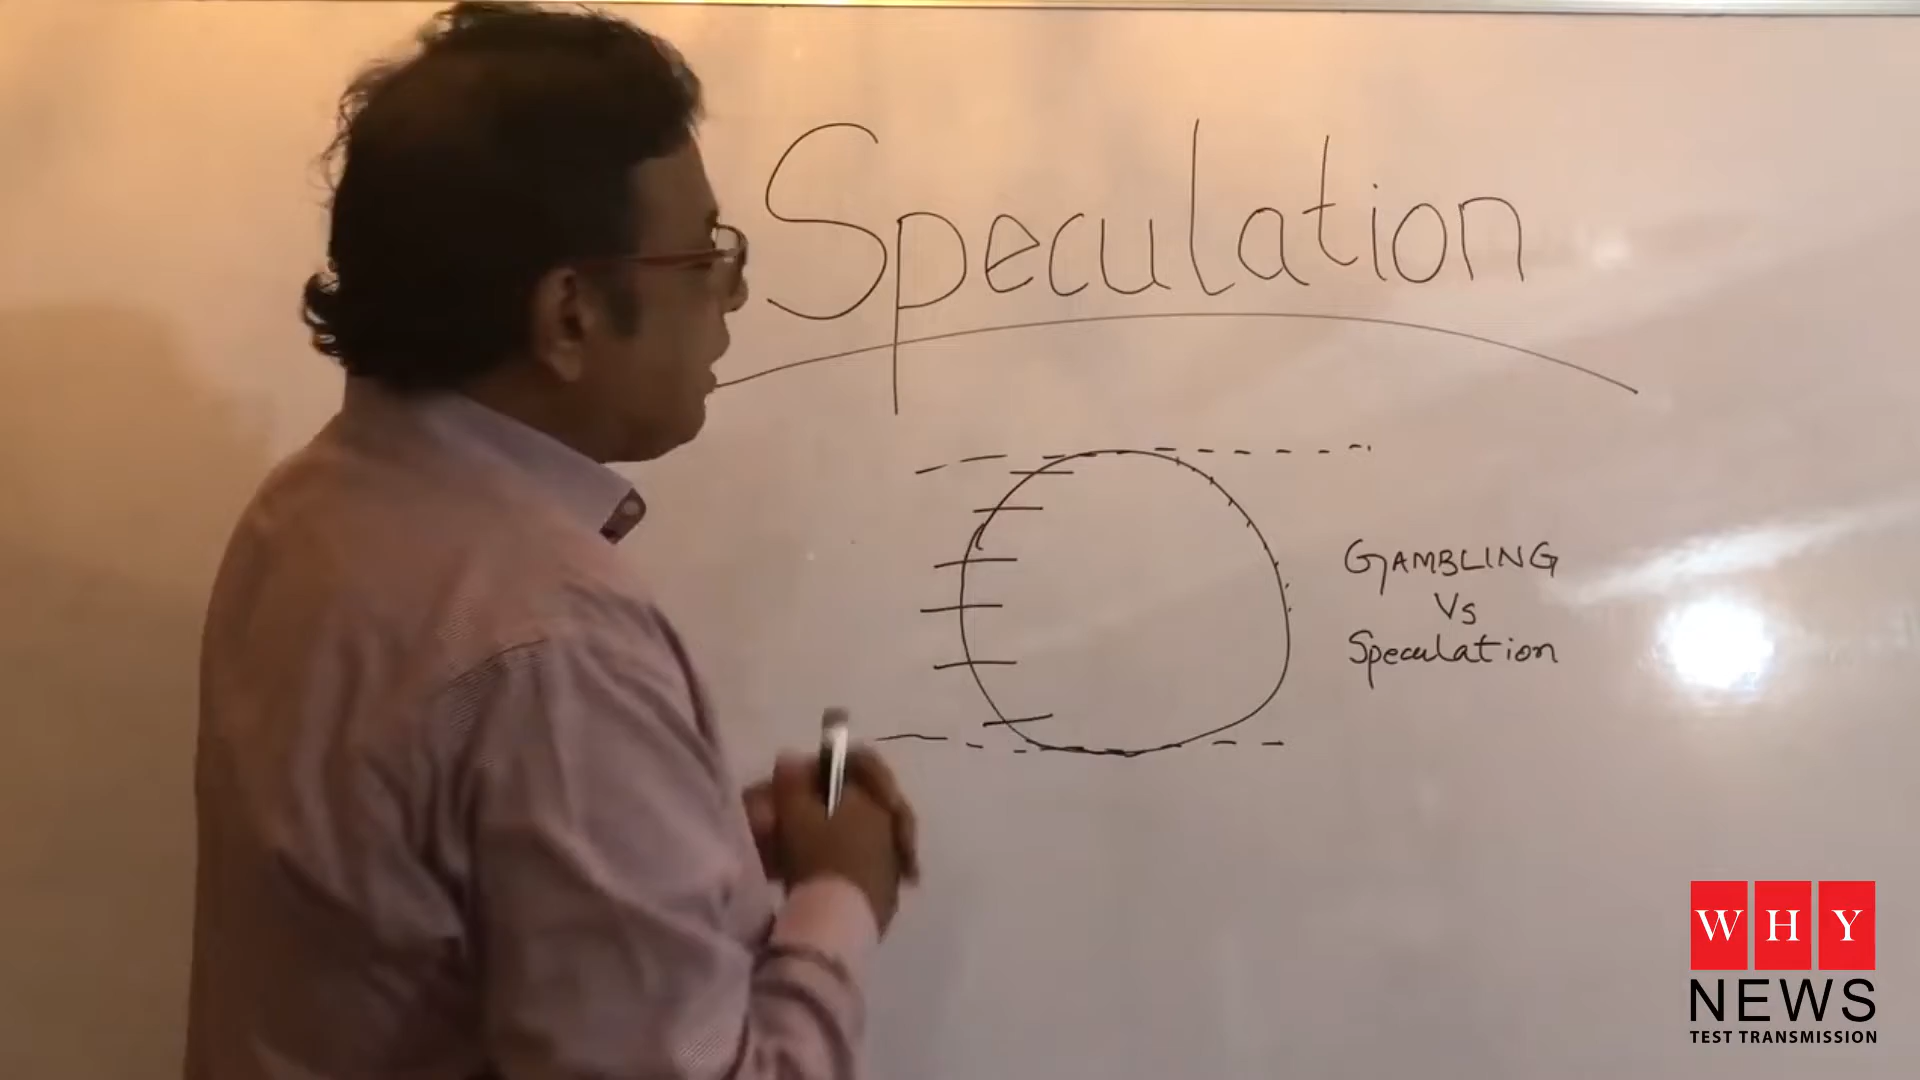 Speculation
GAMBLING
Vs
Speculation
WHY
NEWS
TEST TRANSMISSION